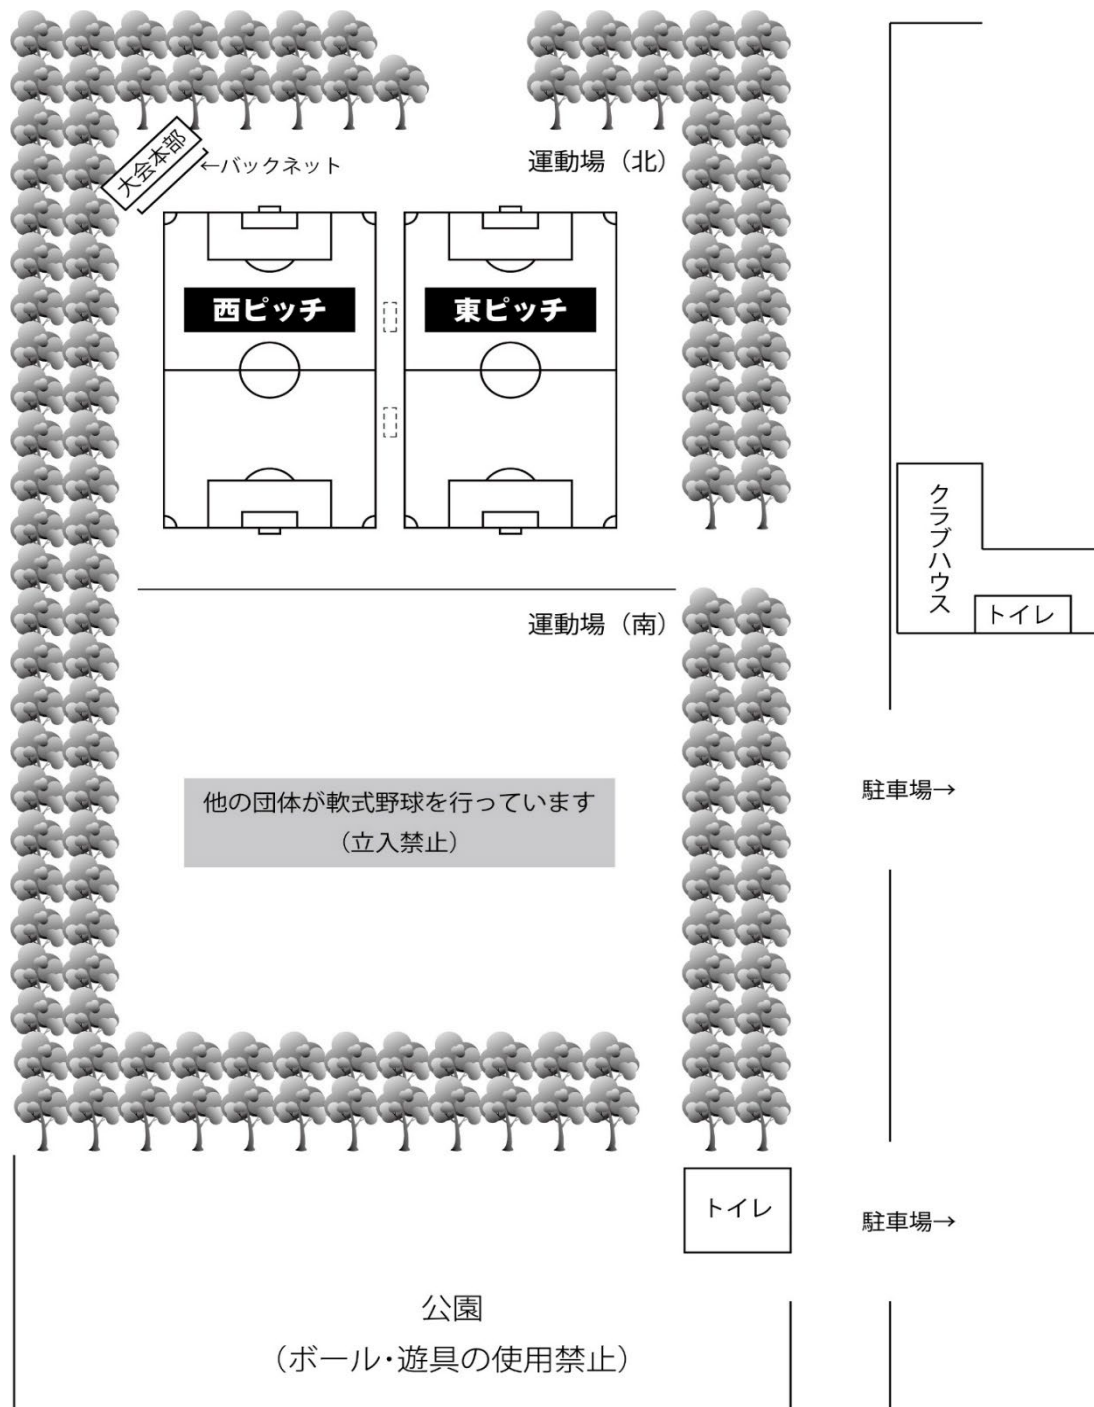 大会本部
←バックネット
運動場（北）
西ピッチ
東ピッチ
クラブハウス
トイレ
運動場（南）
他の団体が軟式野球を行っています
（立入禁止）
駐車場→
トイレ
駐車場→
公園
（ボール・遊具の使用禁止）